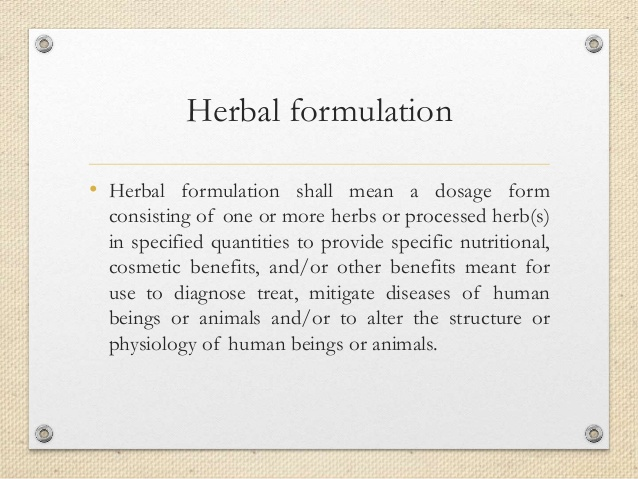 Herbal formulation
• Herbal formulation shall mean a dosage form
consisting of one or more herbs or processed herb(s)
in specified quantities to provide specific nutritional,
cosmetic benefits, and/or other benefits meant for
use to diagnose treat, mitigate diseases of human
beings or animals and/or to alter the structure or
physiology of human beings or animals.